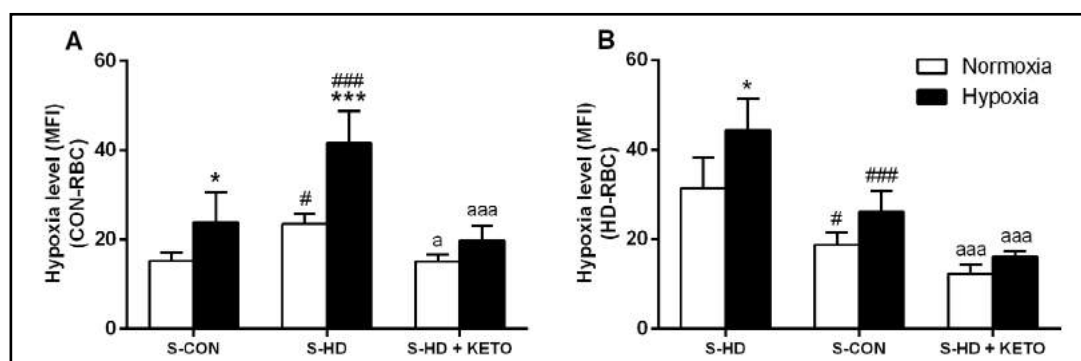 A
Hypoxia level (MFI)
(CON-RBC)
60
40
20
0
*
#
###
***
a
aaa
S-CON
S-HD
S-HD + KETO
B
Hypoxia level (MFI)
(HD-RBC)
60
40
20
0
*
#
###
aaa
aaa
S-HD
S-CON
S-HD + KETO
Normoxia
Hypoxia